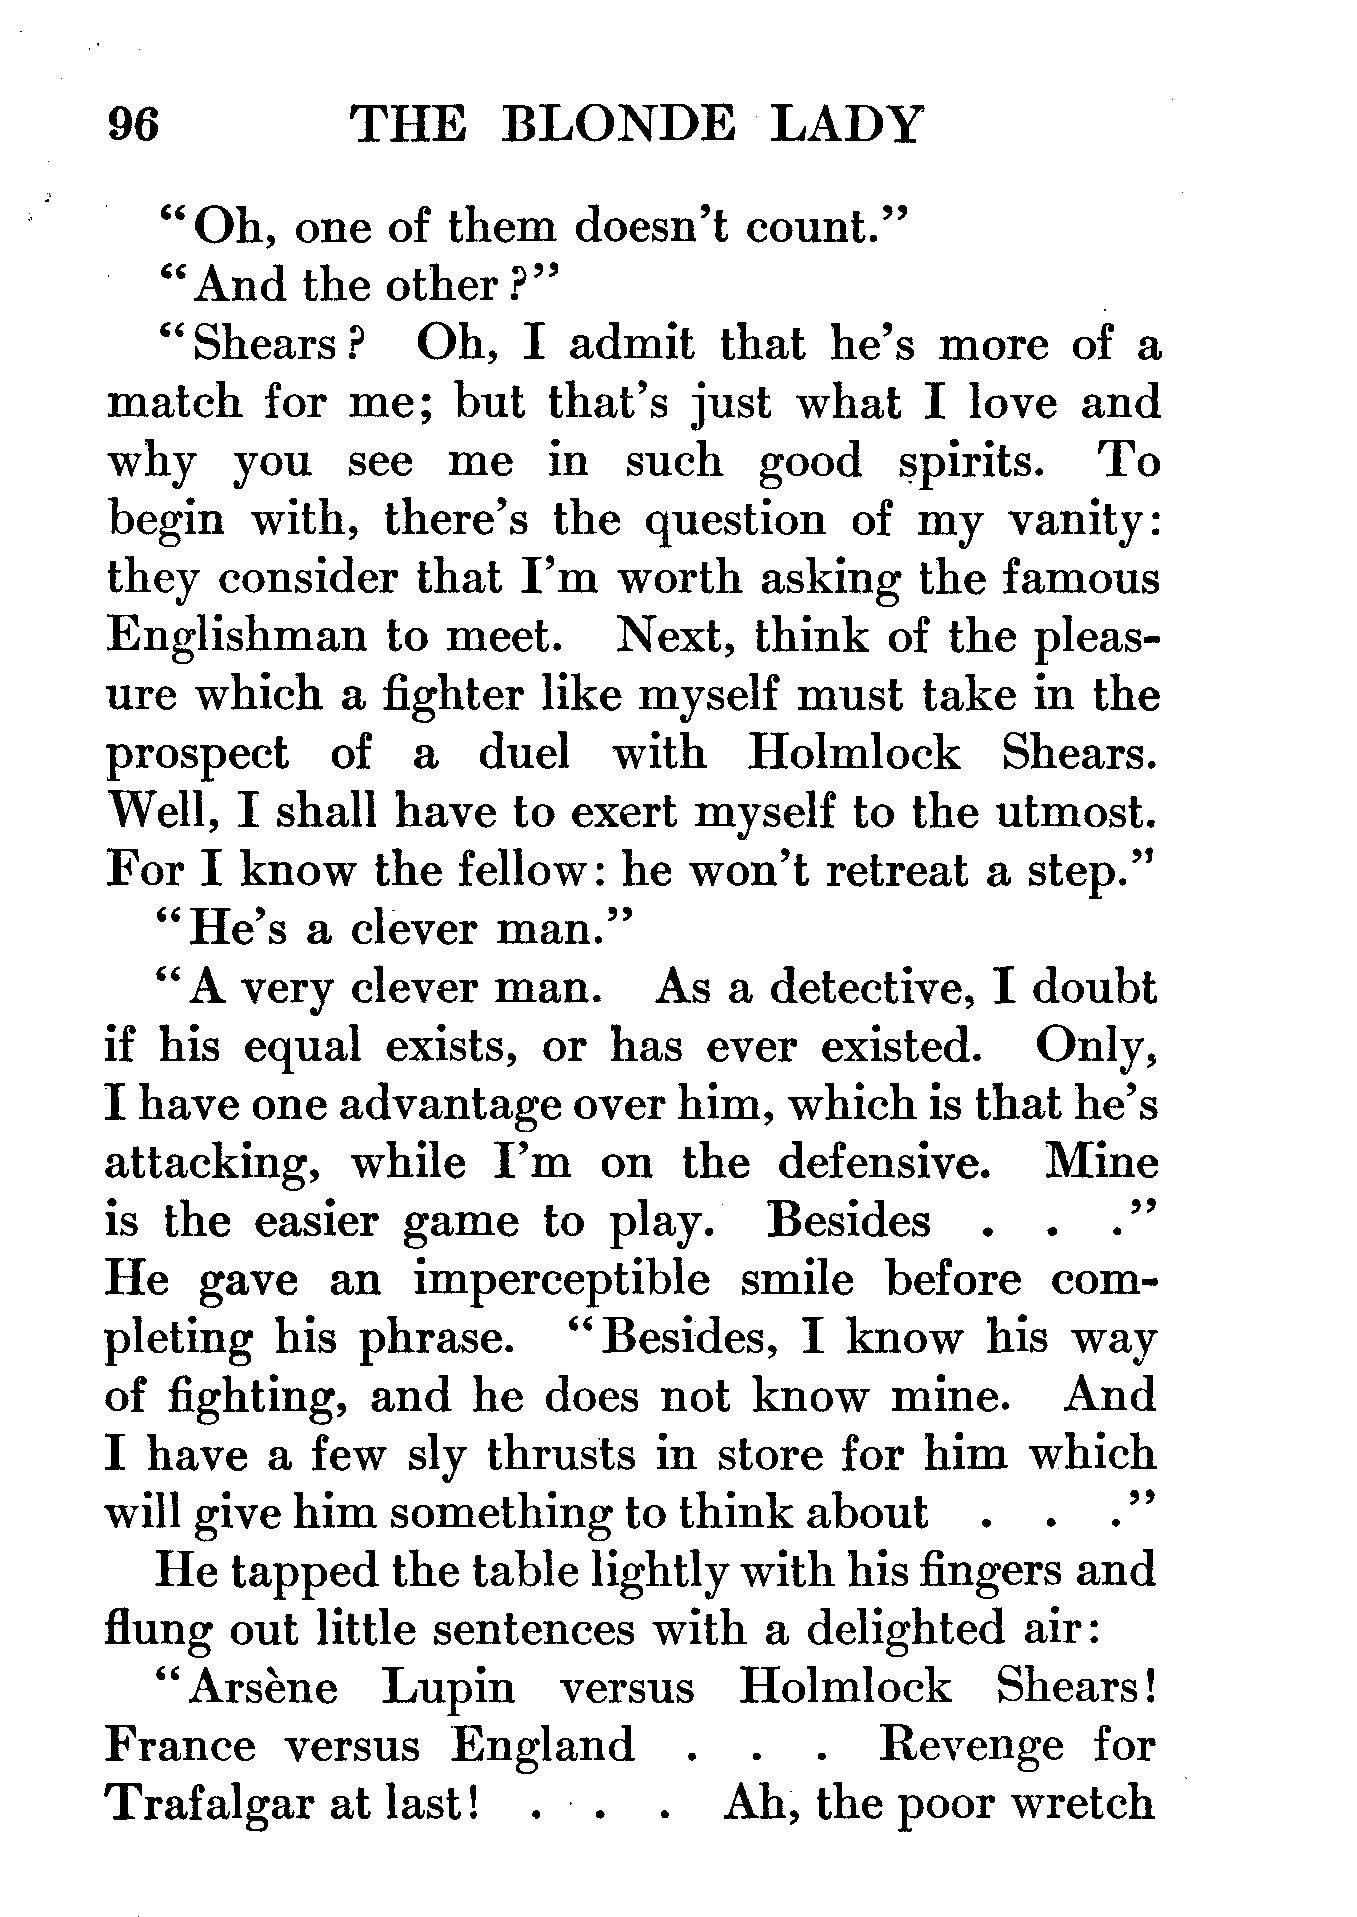 96 THE BLONDE LADY
“Oh, one of them doesn’t count.”
“And the other?”
“Shears? Oh, I admit that he’s more of a
match for me; but that’s just what I love and
why you see me in such good spirits. To
begin with, there’s the question of my vanity:
they consider that I’m worth asking the famous
Englishman to meet. Next, think of the pleas-
ure which a fighter like myself must take in the
prospect of a duel with Holmlock Shears.
Well, I shall have to exert myself to the utmost.
For I know the fellow: he won’t retreat a step.”
“He’s a clever man.”
“A very clever man. As a detective, I doubt
if his equal exists, or has ever existed. Only,
I have one advantage over him, which is that he’s
attacking, while I’m on the defensive. Mine
is the easier game to play. Besides . . .”
He gave an imperceptible smile before com-
pleting his phrase. “Besides, I know his way
of fighting, and he does not know mine. And
I have a few sly thrusts in store for him which
will give him something to think about . . .”
He tapped the table lightly with his fingers and
flung out little sentences with a delighted air:
“Arsène Lupin versus Holmlock Shears!
France versus England . . . Revenge for
Trafalgar at last! . . . Ah, the poor wretch